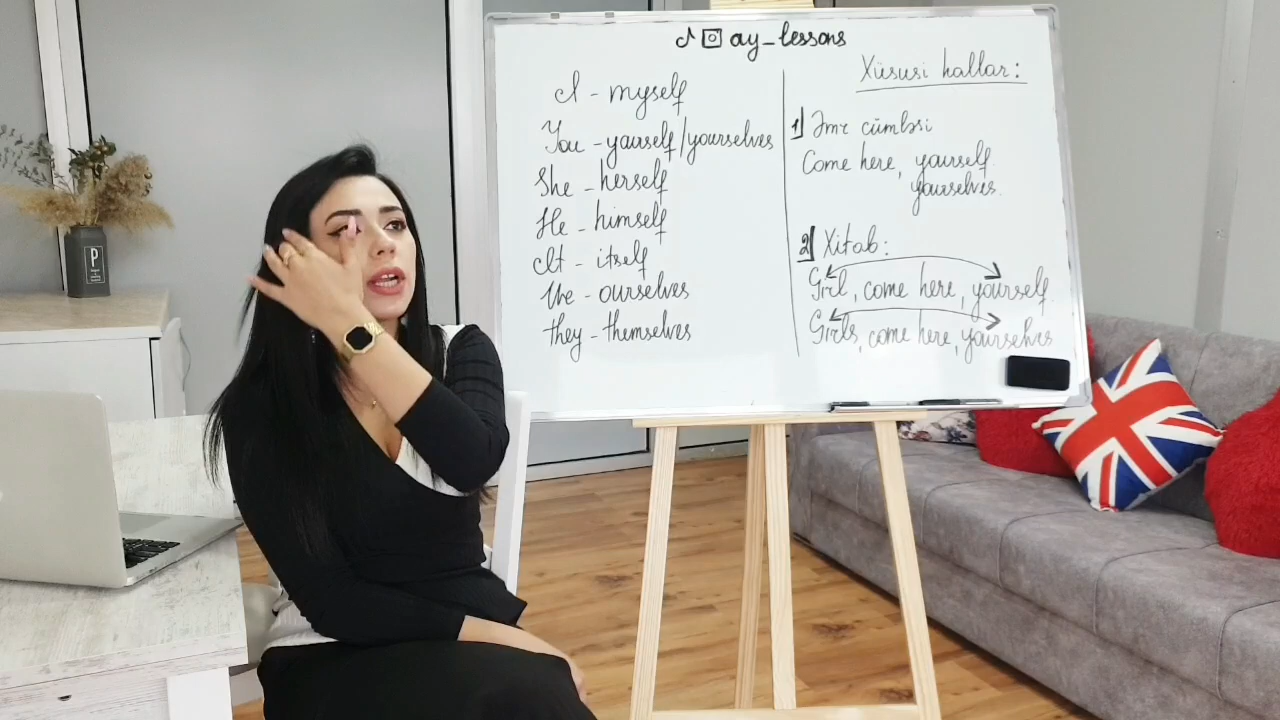 ay_lessons
I - myself
You - yourself/yourselves
She - herself
He - himself
It - itself
We - ourselves
they - themselves
Xüsusi hallar:
1) Əmr cümləsi
Come here, yourself
yourselves.
2) Xitab:
Girl, come here, yourself.
Girls, come here, yourselves
P